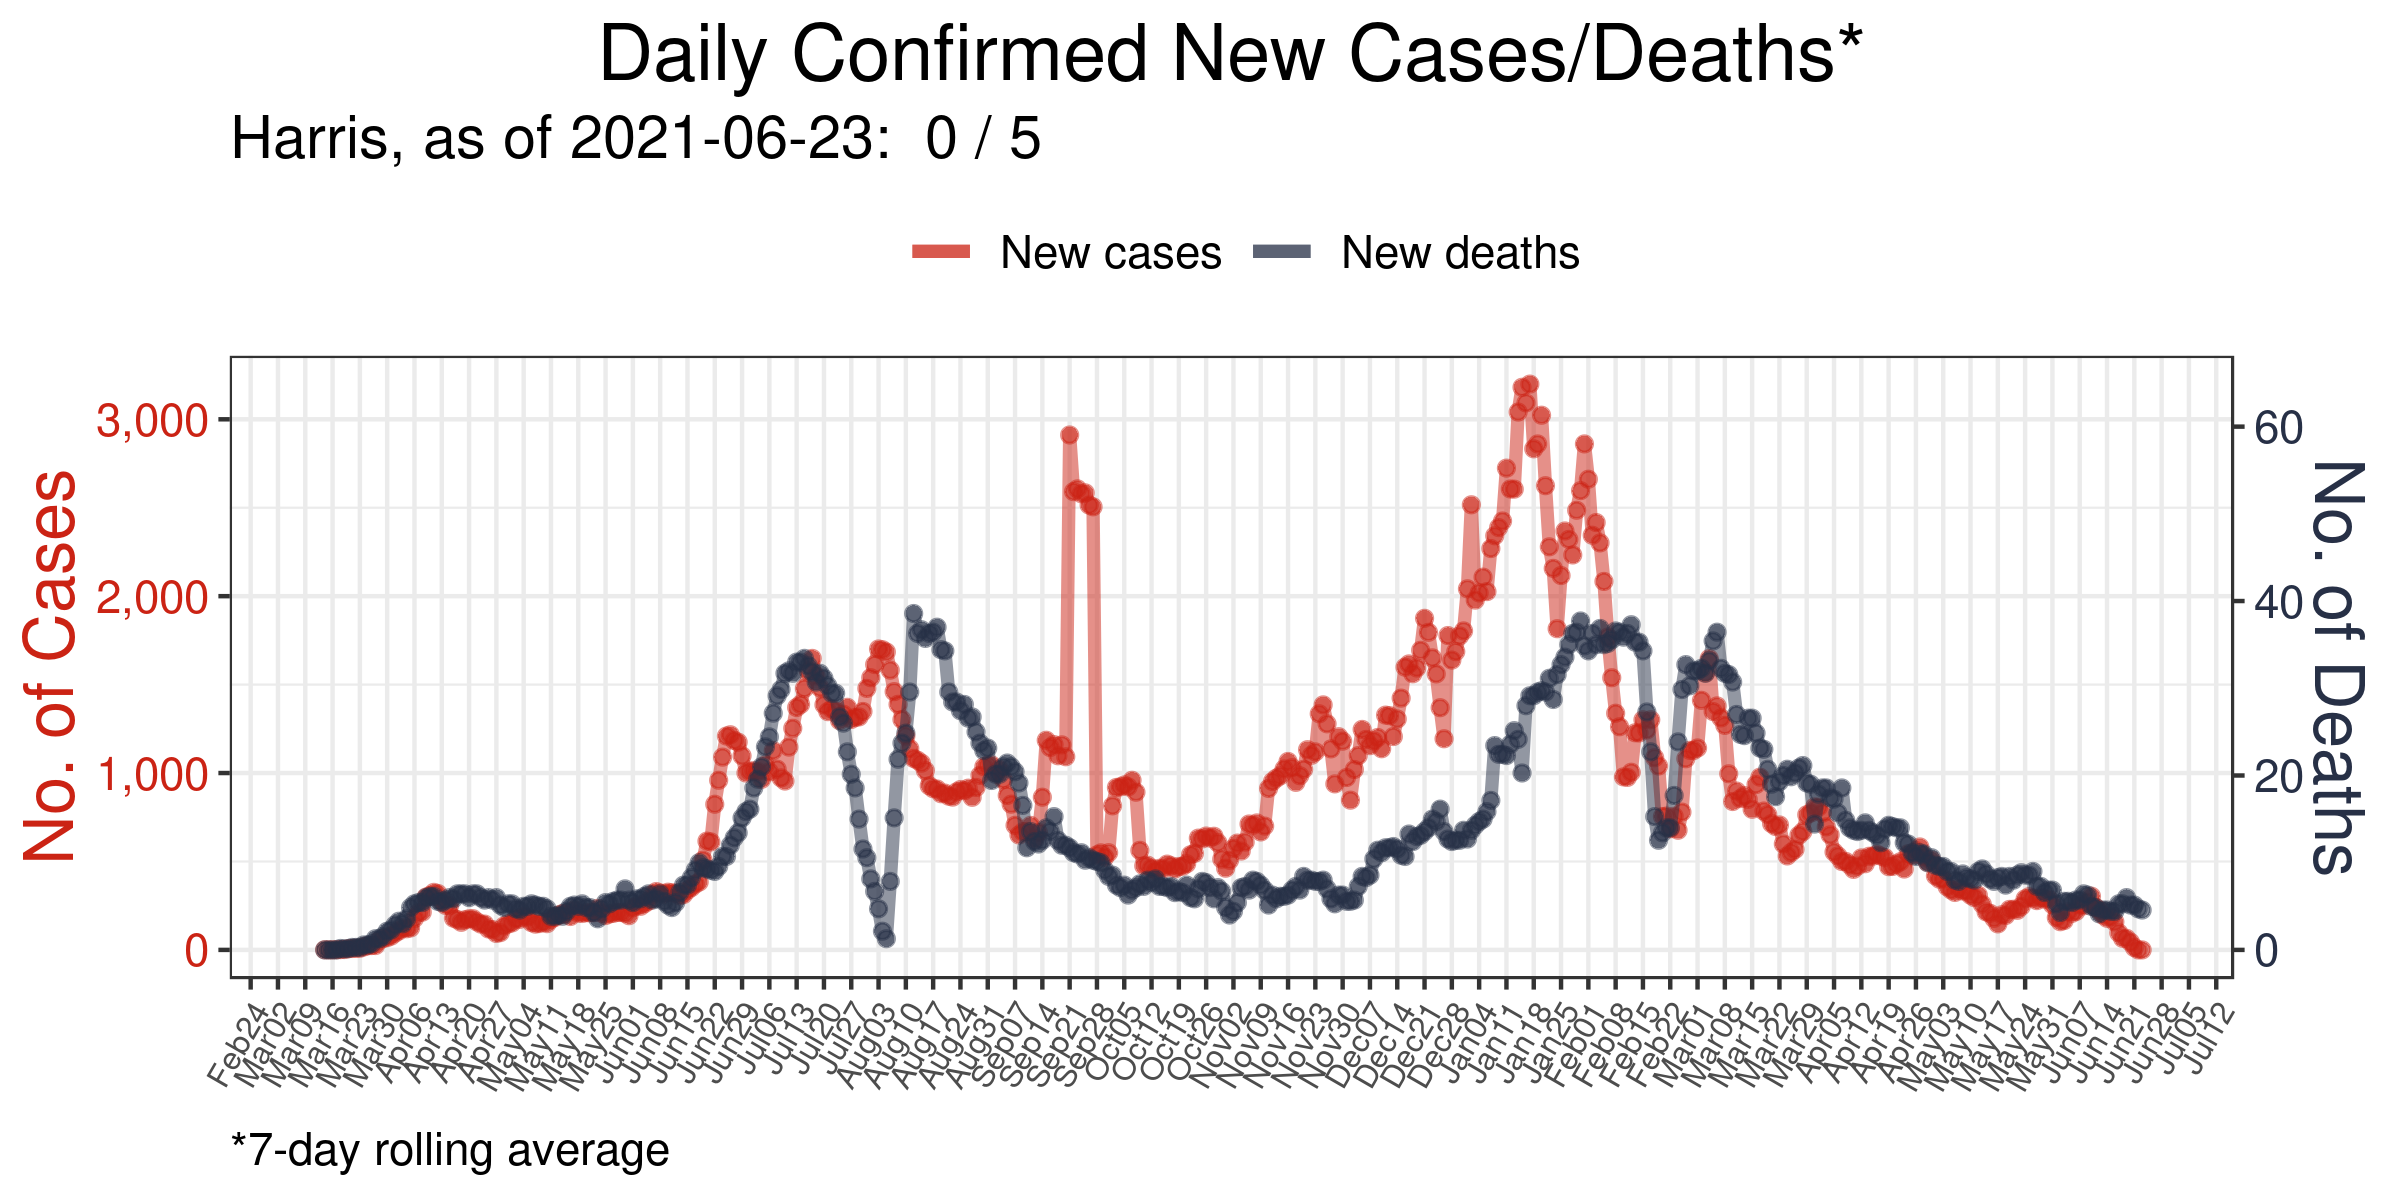 Daily Confirmed New Cases/Deaths*
Harris, as of 2021-06-23:  0 / 5
New cases New deaths
No. of Cases
3,000
2,000
1,000
0
60
40
20
0
No. of Deaths
Feb24 Mar02 Mar09 Mar16 Mar23 Mar30 Apr06 Apr13 Apr20 Apr27 May04 May11 May18 May25 Jun01 Jun08 Jun15 Jun22 Jun29 Jul06 Jul13 Jul20 Jul27 Aug03 Aug10 Aug17 Aug24 Aug31 Sep07 Sep14 Sep21 Sep28 Oct05 Oct12 Oct19 Oct26 Nov02 Nov09 Nov16 Nov23 Nov30 Dec07 Dec14 Dec21 Dec28 Jan04 Jan11 Jan18 Jan25 Feb01 Feb08 Feb15 Feb22 Mar01 Mar08 Mar15 Mar22 Mar29 Apr05 Apr12 Apr19 Apr26 May03 May10 May17 May24 May31 Jun07 Jun14 Jun21 Jun28 Jul05 Jul12
*7-day rolling average